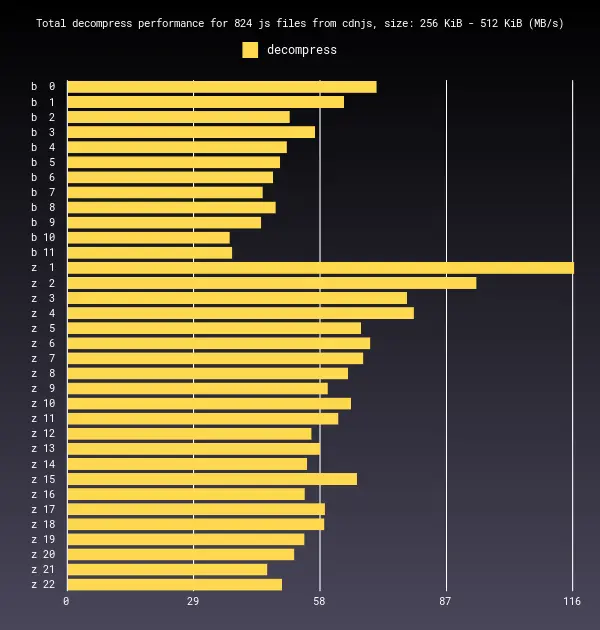 Total decompress performance for 824 js files from cdnjs, size: 256 KiB - 512 KiB (MB/s)
decompress
b 0
b 1
b 2
b 3
b 4
b 5
b 6
b 7
b 8
b 9
b 10
b 11
z 1
z 2
z 3
z 4
z 5
z 6
z 7
z 8
z 9
z 10
z 11
z 12
z 13
z 14
z 15
z 16
z 17
z 18
z 19
z 20
z 21
z 22
0 29 58 87 116